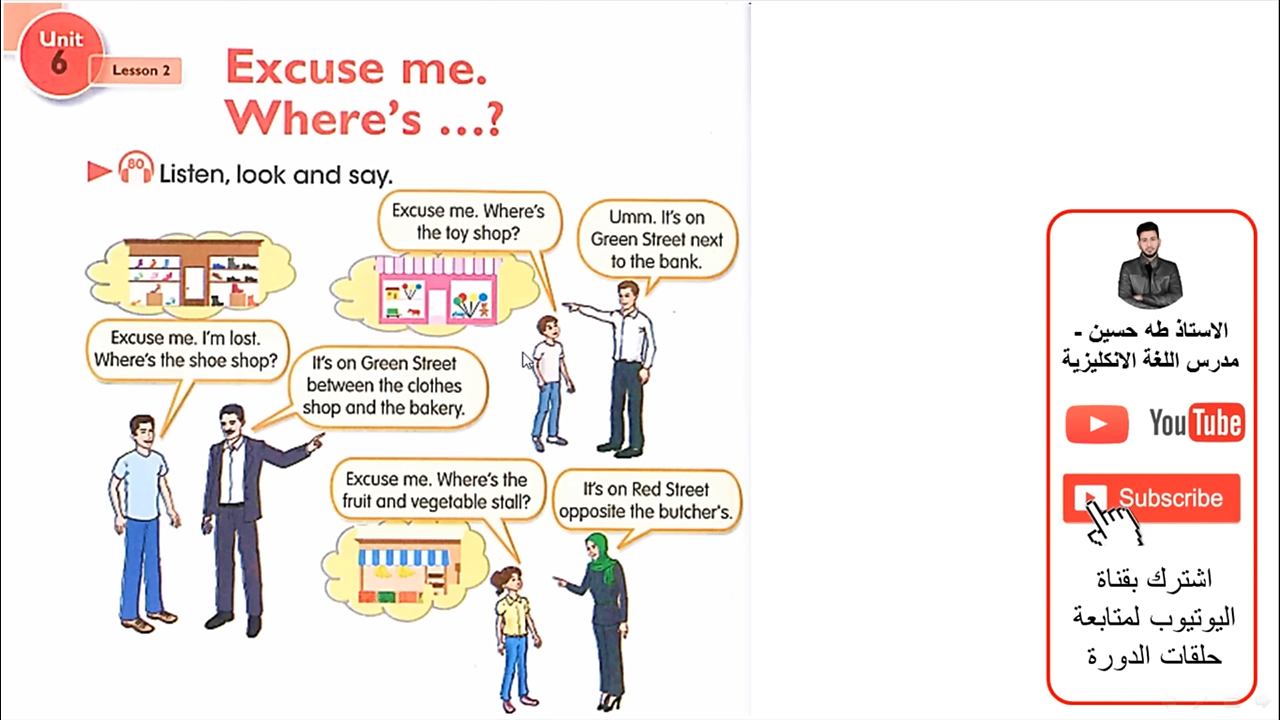 Unit
6
Lesson 2
Excuse me.
Where's ...?
80
Listen, look and say.
Excuse me. Where's
the toy shop?
Umm. It's on
Green Street next
to the bank.
Excuse me. I'm lost.
Where's the shoe shop?
It's on Green Street
between the clothes
shop and the bakery.
Excuse me. Where's the
fruit and vegetable stall?
It's on Red Street
opposite the butcher's.
الاستاذ طه حسين -
مدرس اللغة الانكليزية
YouTube
Subscribe
اشترك بقناة
اليوتيوب لمتابعة
حلقات الدورة